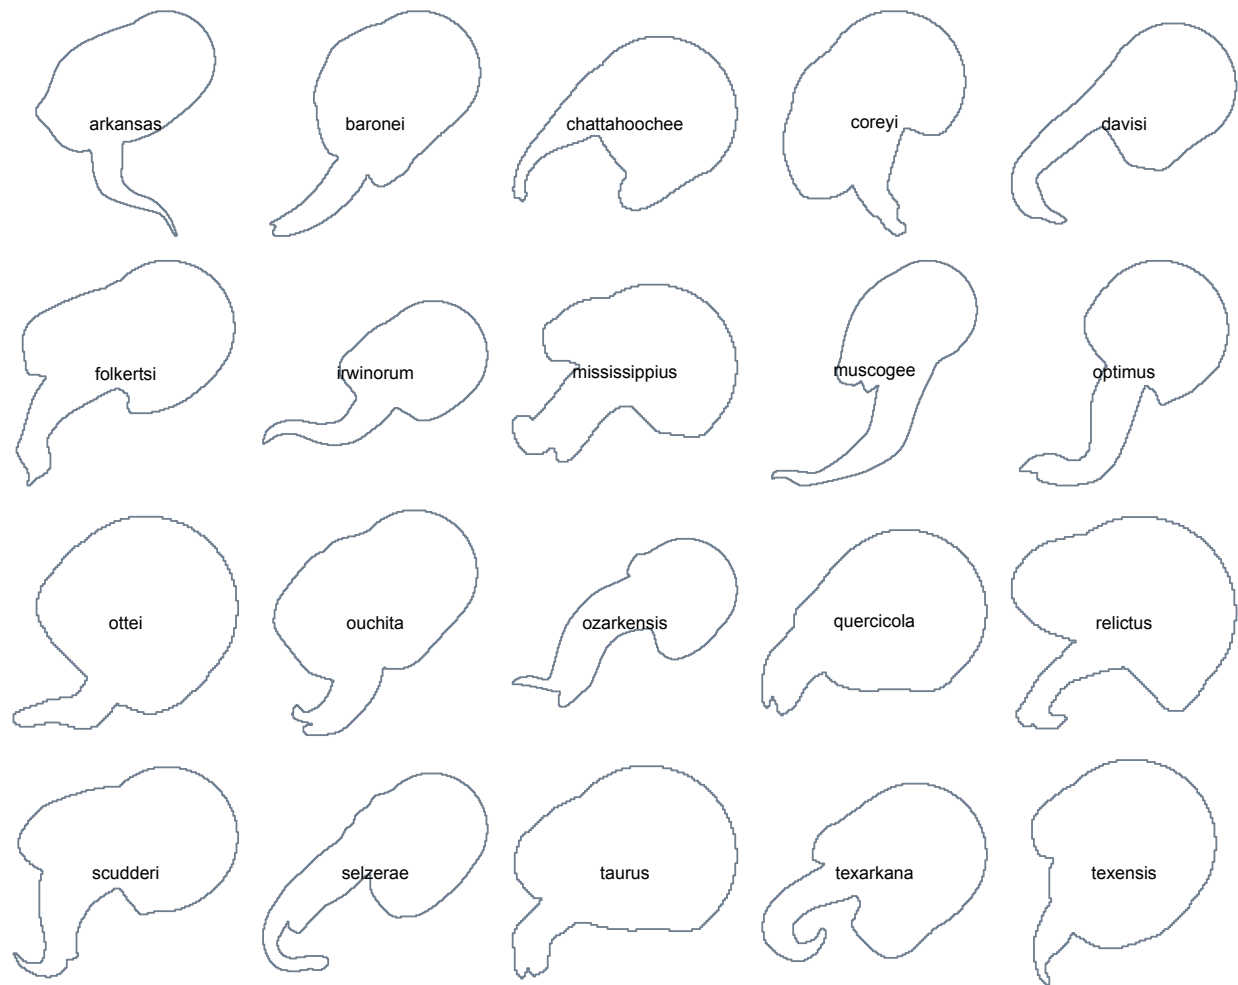 arkansas
baronei
chattahoochee
coreyi
davisi
folkertsi
irwinorum
mississippius
muscogee
optimus
ottei
ouchita
ozarkensis
quercicola
relictus
scudderi
selzerae
taurus
texarkana
texensis